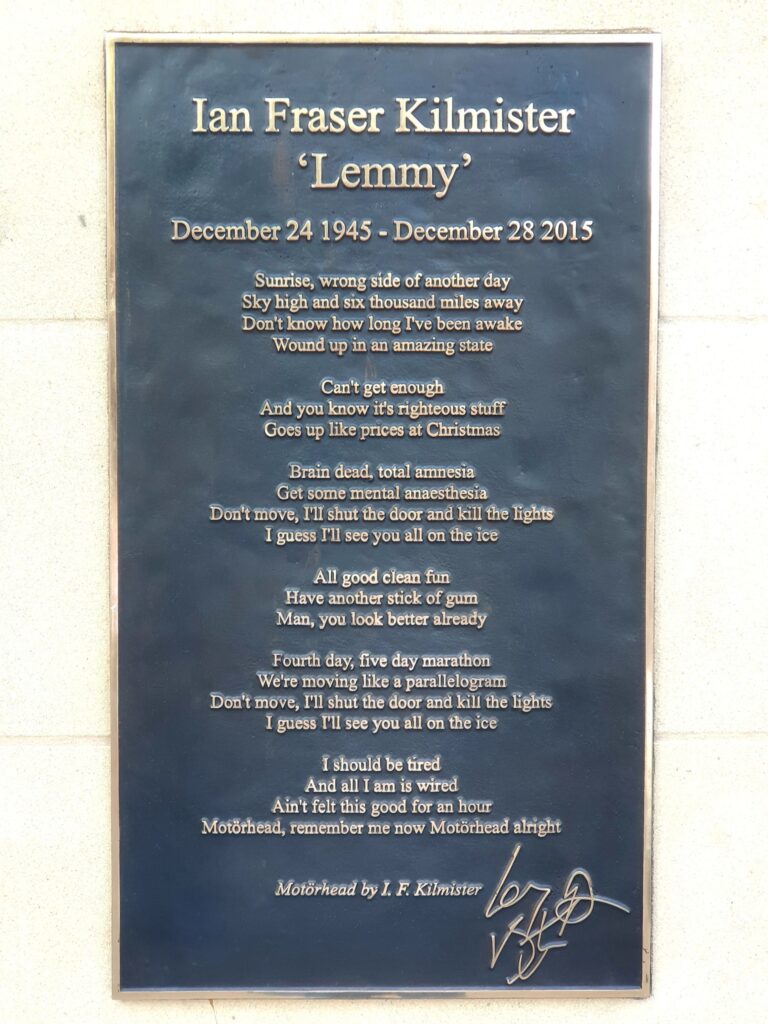 Ian Fraser Kilmister
‘Lemmy’
December 24 1945 - December 28 2015
Sunrise, wrong side of another day
Sky high and six thousand miles away
Don't know how long I've been awake
Wound up in an amazing state
Can't get enough
And you know it's righteous stuff
Goes up like prices at Christmas
Brain dead, total amnesia
Get some mental anaesthesia
Don't move, I'll shut the door and kill the lights
I guess I'll see you all on the ice
All good clean fun
Have another stick of gum
Man, you look better already
Fourth day, five day marathon
We're moving like a parallelogram
Don't move, I'll shut the door and kill the lights
I guess I'll see you all on the ice
I should be tired
And all I am is wired
Ain't felt this good for an hour
Motörhead, remember me now Motörhead alright
Motörhead by I. F. Kilmister